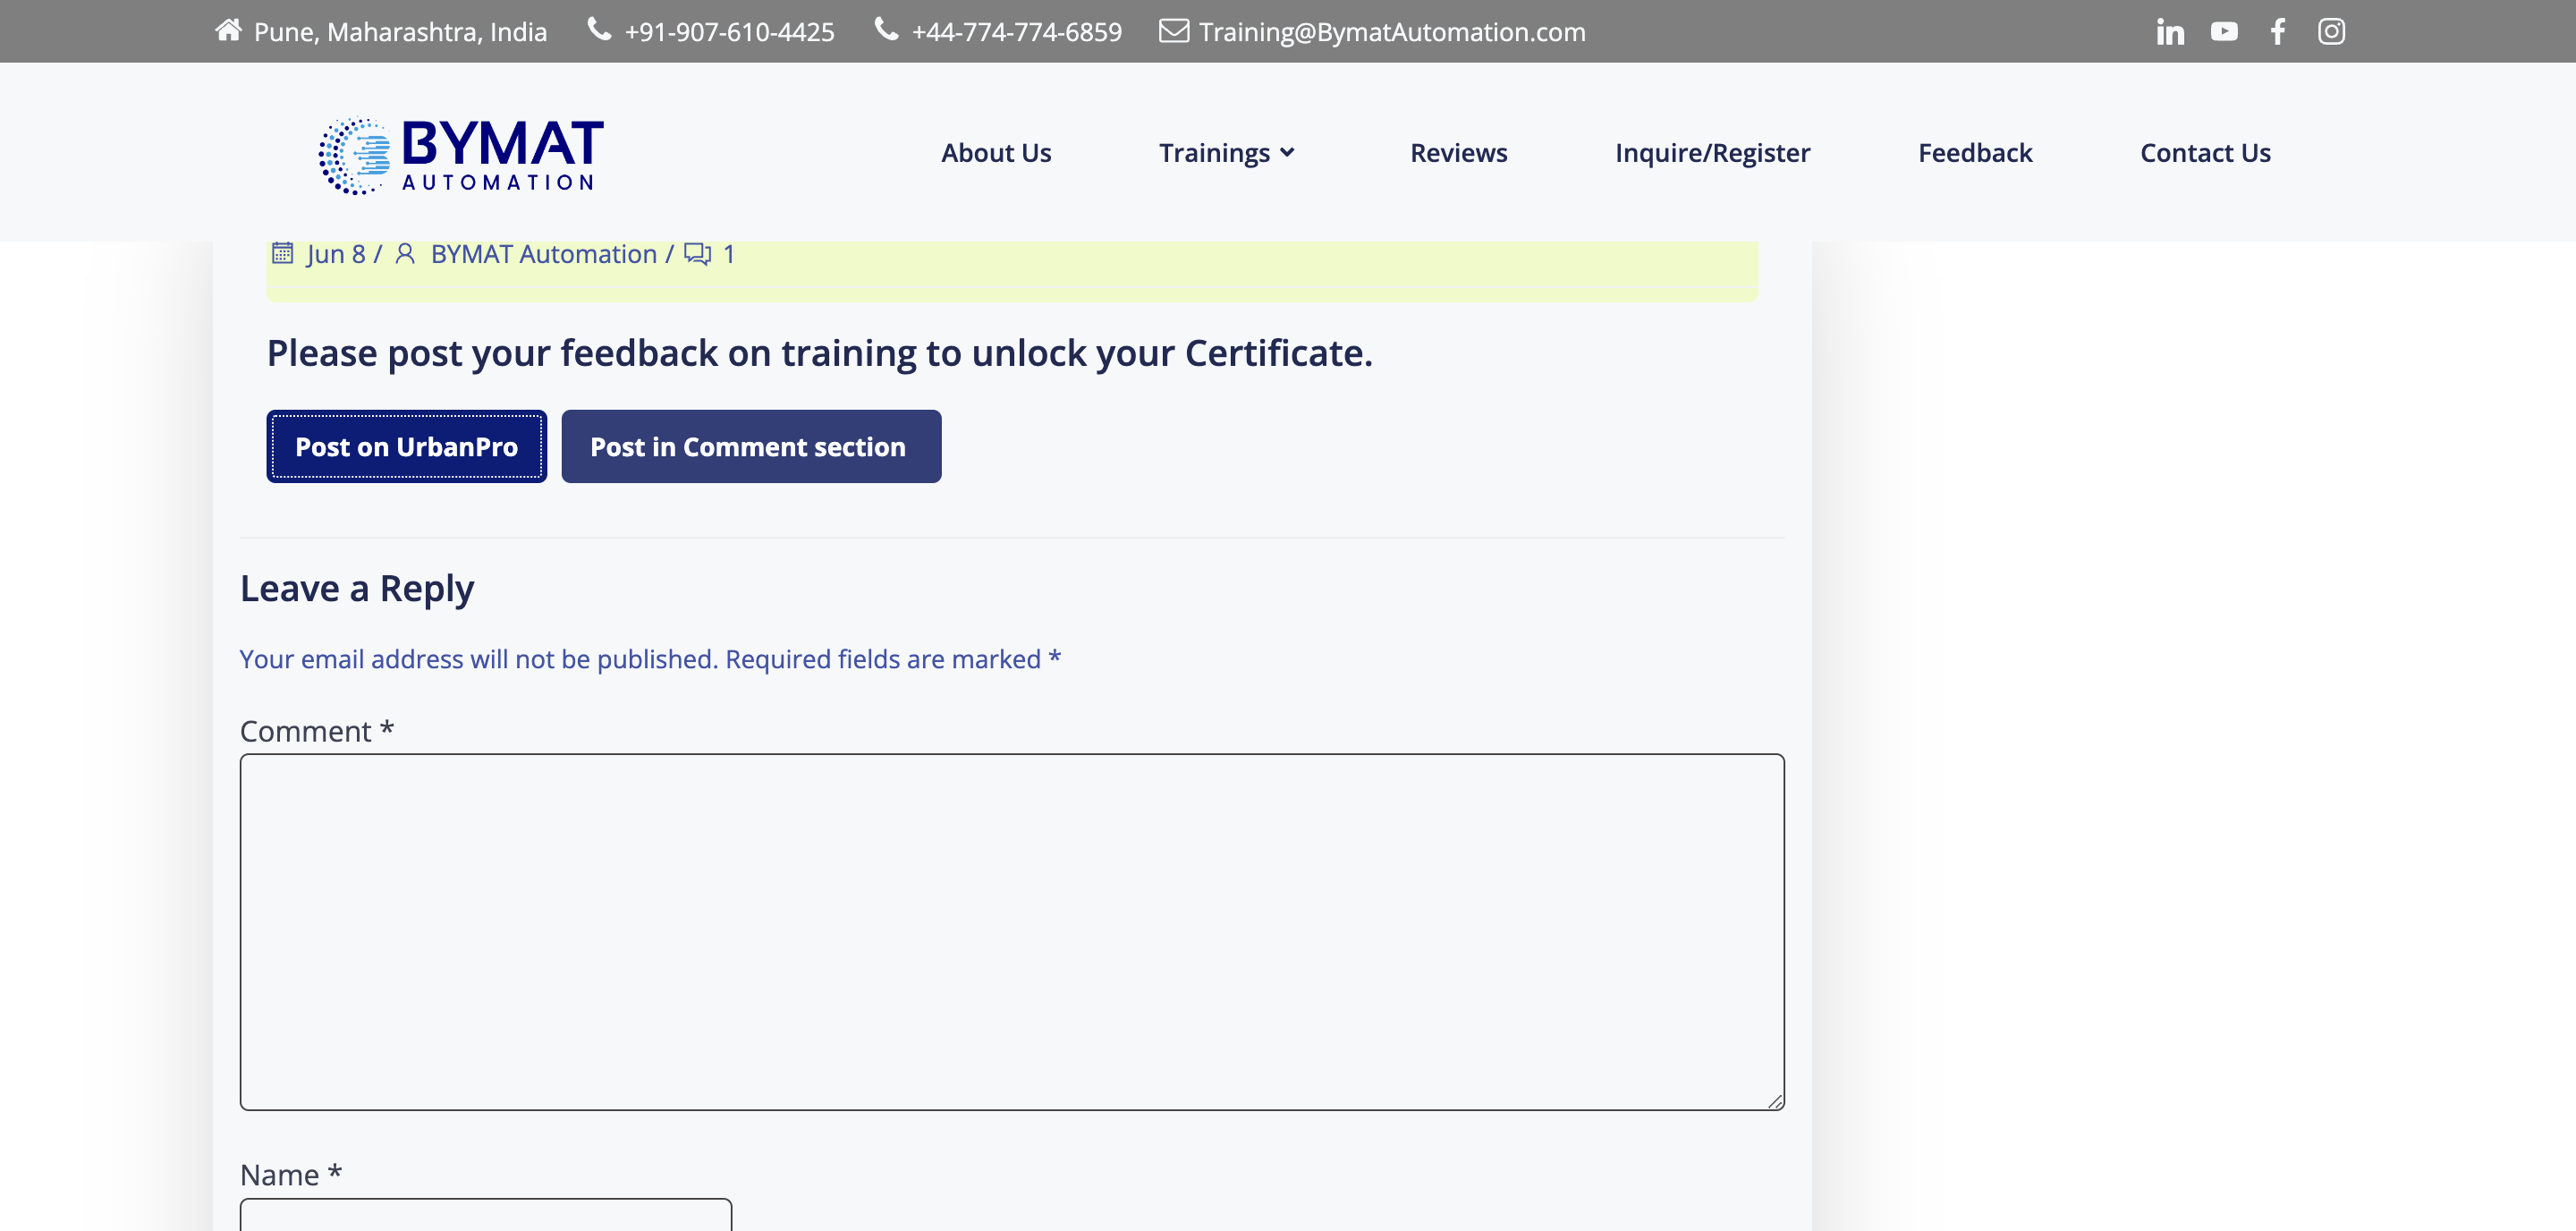 Pune, Maharashtra, India +91-907-610-4425 +44-774-774-6859 Training@BymatAutomation.com
BYMAT
AUTOMATION
About Us Trainings Reviews Inquire/Register Feedback Contact Us
Jun 8 / BYMAT Automation / 1
Please post your feedback on training to unlock your Certificate.
Post on UrbanPro Post in Comment section
Leave a Reply
Your email address will not be published. Required fields are marked *
Comment *
Name *